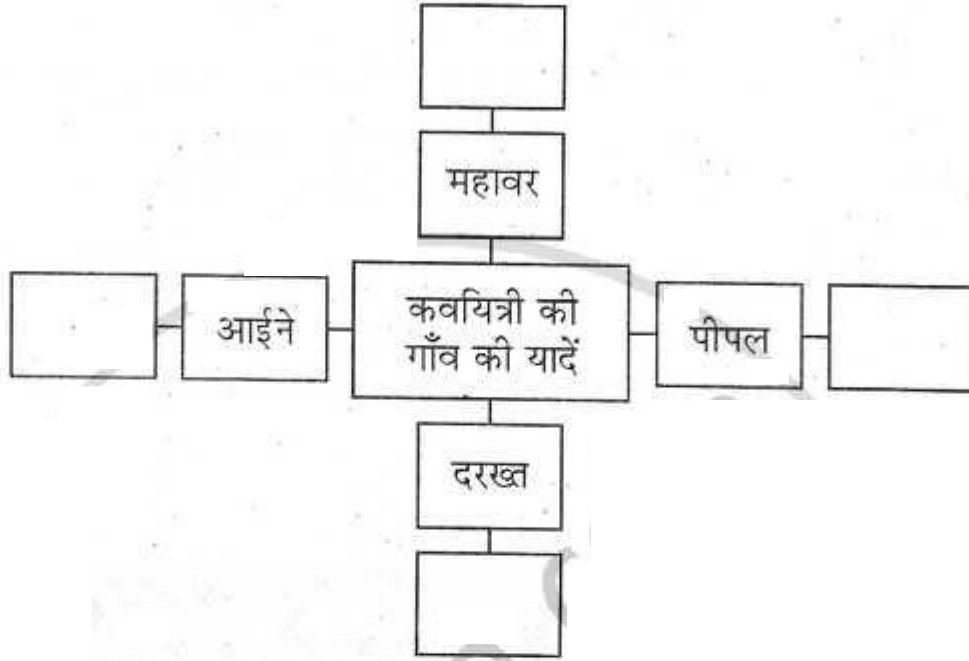 महावर
आईने
कवयित्री की
गाँव की यादें
पीपल
दरख्त